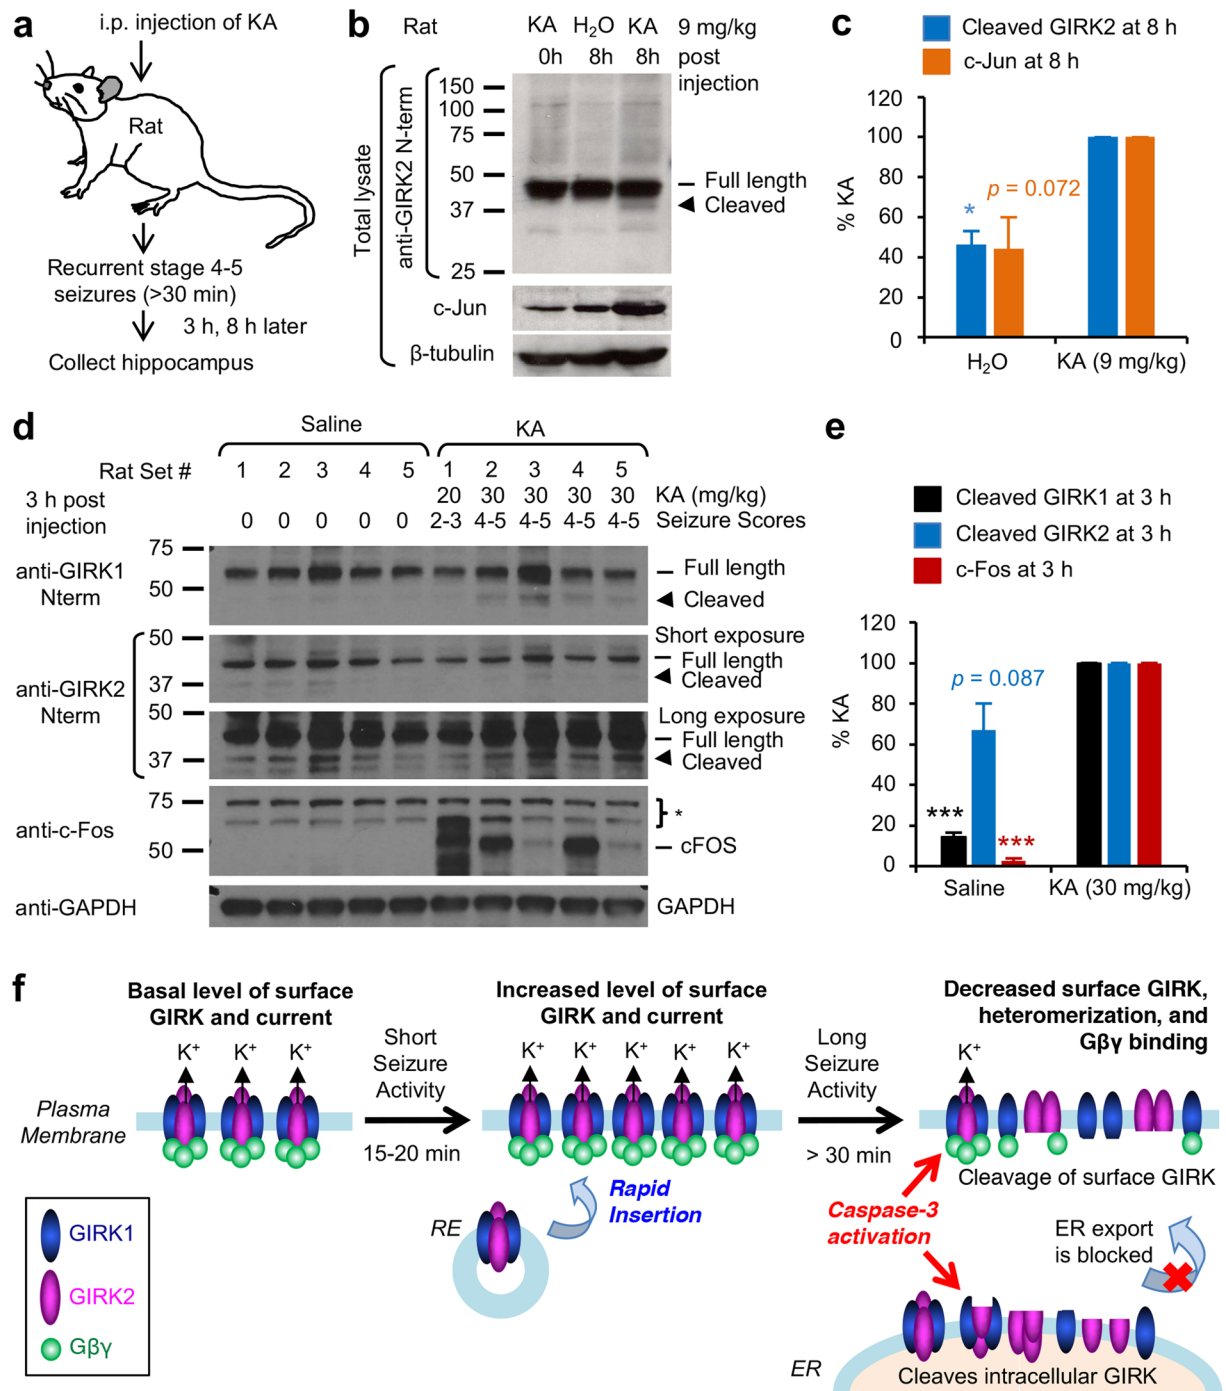 a
i.p. injection of KA
Rat
Recurrent stage 4-5
seizures (>30 min)
3 h, 8 h later
Collect hippocampus
b
Rat
KA H₂O KA 9 mg/kg
0h 8h 8h post
injection
Total lysate
anti-GIRK2 N-term
150
100
75
50
37
25
Full length
Cleaved
c-Jun
β-tubulin
c
Cleaved GIRK2 at 8 h
c-Jun at 8 h
% KA
120
100
80
60
40
20
0
*
p = 0.072
H₂O KA (9 mg/kg)
d
Saline KA
Rat Set # 1 2 3 4 5 1 2 3 4 5
20 30 30 30 30 KA (mg/kg)
3 h post
injection
0 0 0 0 0 2-3 4-5 4-5 4-5 4-5 Seizure Scores
anti-GIRK1
Nterm
75
50
Full length
Cleaved
anti-GIRK2
Nterm
50
37
Short exposure
Full length
Cleaved
50
37
Long exposure
Full length
Cleaved
anti-c-Fos
75
50
*
cFOS
anti-GAPDH GAPDH
e
Cleaved GIRK1 at 3 h
Cleaved GIRK2 at 3 h
c-Fos at 3 h
% KA
120
100
80
60
40
20
0
p = 0.087
***
***
Saline KA (30 mg/kg)
f
Basal level of surface
GIRK and current
K⁺ K⁺ K⁺
Plasma
Membrane
Short
Seizure
Activity
15-20 min
Increased level of surface
GIRK and current
K⁺ K⁺ K⁺ K⁺ K⁺
RE
Rapid
Insertion
Long
Seizure
Activity
> 30 min
Decreased surface GIRK,
heteromerization, and
Gβγ binding
K⁺
Cleavage of surface GIRK
Caspase-3
activation
ER export
is blocked
ER
Cleaves intracellular GIRK
GIRK1
GIRK2
Gβγ